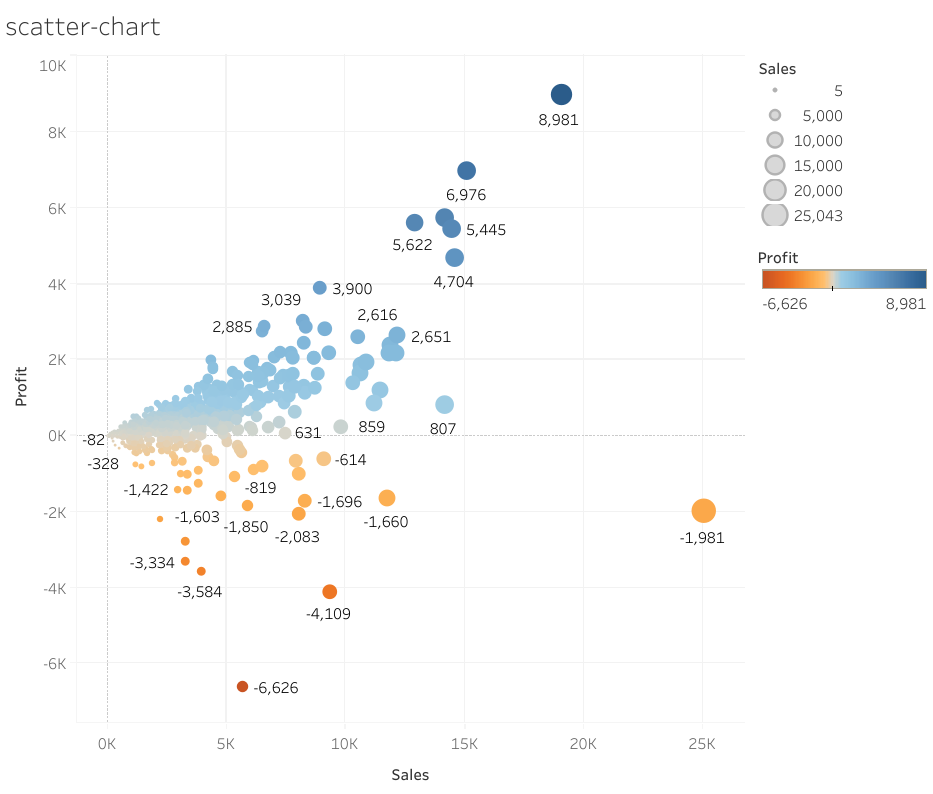 scatter-chart
Profit
10K
8K
6K
4K
2K
0K
-2K
-4K
-6K
8,981
6,976
5,622
5,445
4,704
3,900
3,039
2,885
2,616
2,651
859
807
631
-82
-328
-614
-819
-1,422
-1,603
-1,696
-1,660
-1,850
-2,083
-1,981
-3,334
-3,584
-4,109
-6,626
0K 5K 10K 15K 20K 25K
Sales
Sales
5
5,000
10,000
15,000
20,000
25,043
Profit
-6,626 8,981